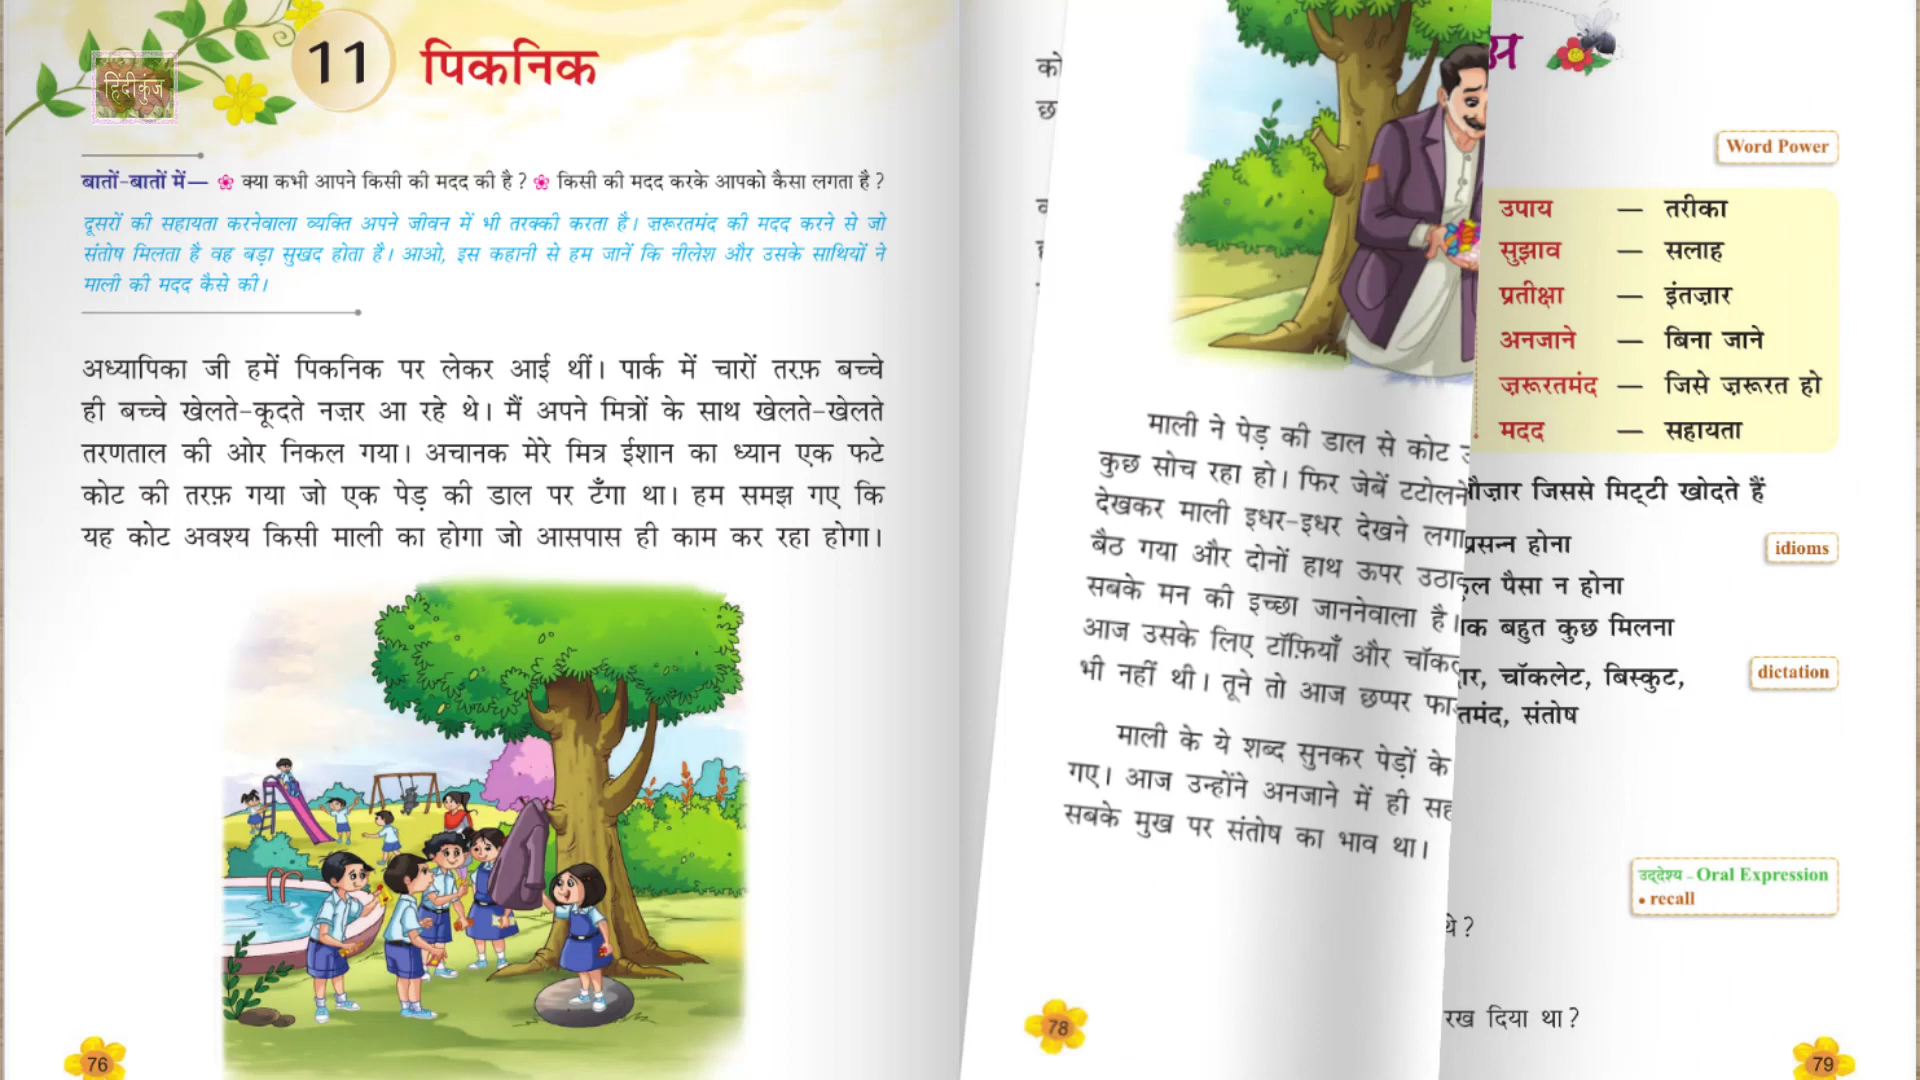 हिंदीकुंज
11 पिकनिक
बातों-बातों में— क्या कभी आपने किसी की मदद की है ? किसी की मदद करके आपको कैसा लगता है ?
दूसरों की सहायता करनेवाला व्यक्ति अपने जीवन में भी तरक्की करता है। ज़रूरतमंद की मदद करने से जो
संतोष मिलता है वह बड़ा सुखद होता है। आओ, इस कहानी से हम जानें कि नीलेश और उसके साथियों ने
माली की मदद कैसे की।
अध्यापिका जी हमें पिकनिक पर लेकर आई थीं। पार्क में चारों तरफ़ बच्चे
ही बच्चे खेलते-कूदते नज़र आ रहे थे। मैं अपने मित्रों के साथ खेलते-खेलते
तरणताल की ओर निकल गया। अचानक मेरे मित्र ईशान का ध्यान एक फटे
कोट की तरफ़ गया जो एक पेड़ की डाल पर टँगा था। हम समझ गए कि
यह कोट अवश्य किसी माली का होगा जो आसपास ही काम कर रहा होगा।
76
माली ने पेड़ की डाल से कोट
कुछ सोच रहा हो। फिर जेबें टटोलने
देखकर माली इधर-इधर देखने लगा
बैठ गया और दोनों हाथ ऊपर
सबके मन की इच्छा जाननेवाला है।
आज उसके लिए टॉफ़ियाँ और
भी नहीं थी। तूने तो आज छप्पर
माली के ये शब्द सुनकर पेड़ों के
गए। आज उन्होंने अनजाने में ही
सबके मुख पर संतोष का भाव था।
78
Word Power
उपाय — तरीका
सुझाव — सलाह
प्रतीक्षा — इंतज़ार
अनजाने — बिना जाने
ज़रूरतमंद — जिसे ज़रूरत हो
मदद — सहायता
जिससे मिट्टी खोदते हैं
प्रसन्न होना
idioms
पैसा न होना
बहुत कुछ मिलना
चॉकलेट, बिस्कुट,
dictation
संतोष
उद्देश्य – Oral Expression
• recall
थे ?
रख दिया था ?
79